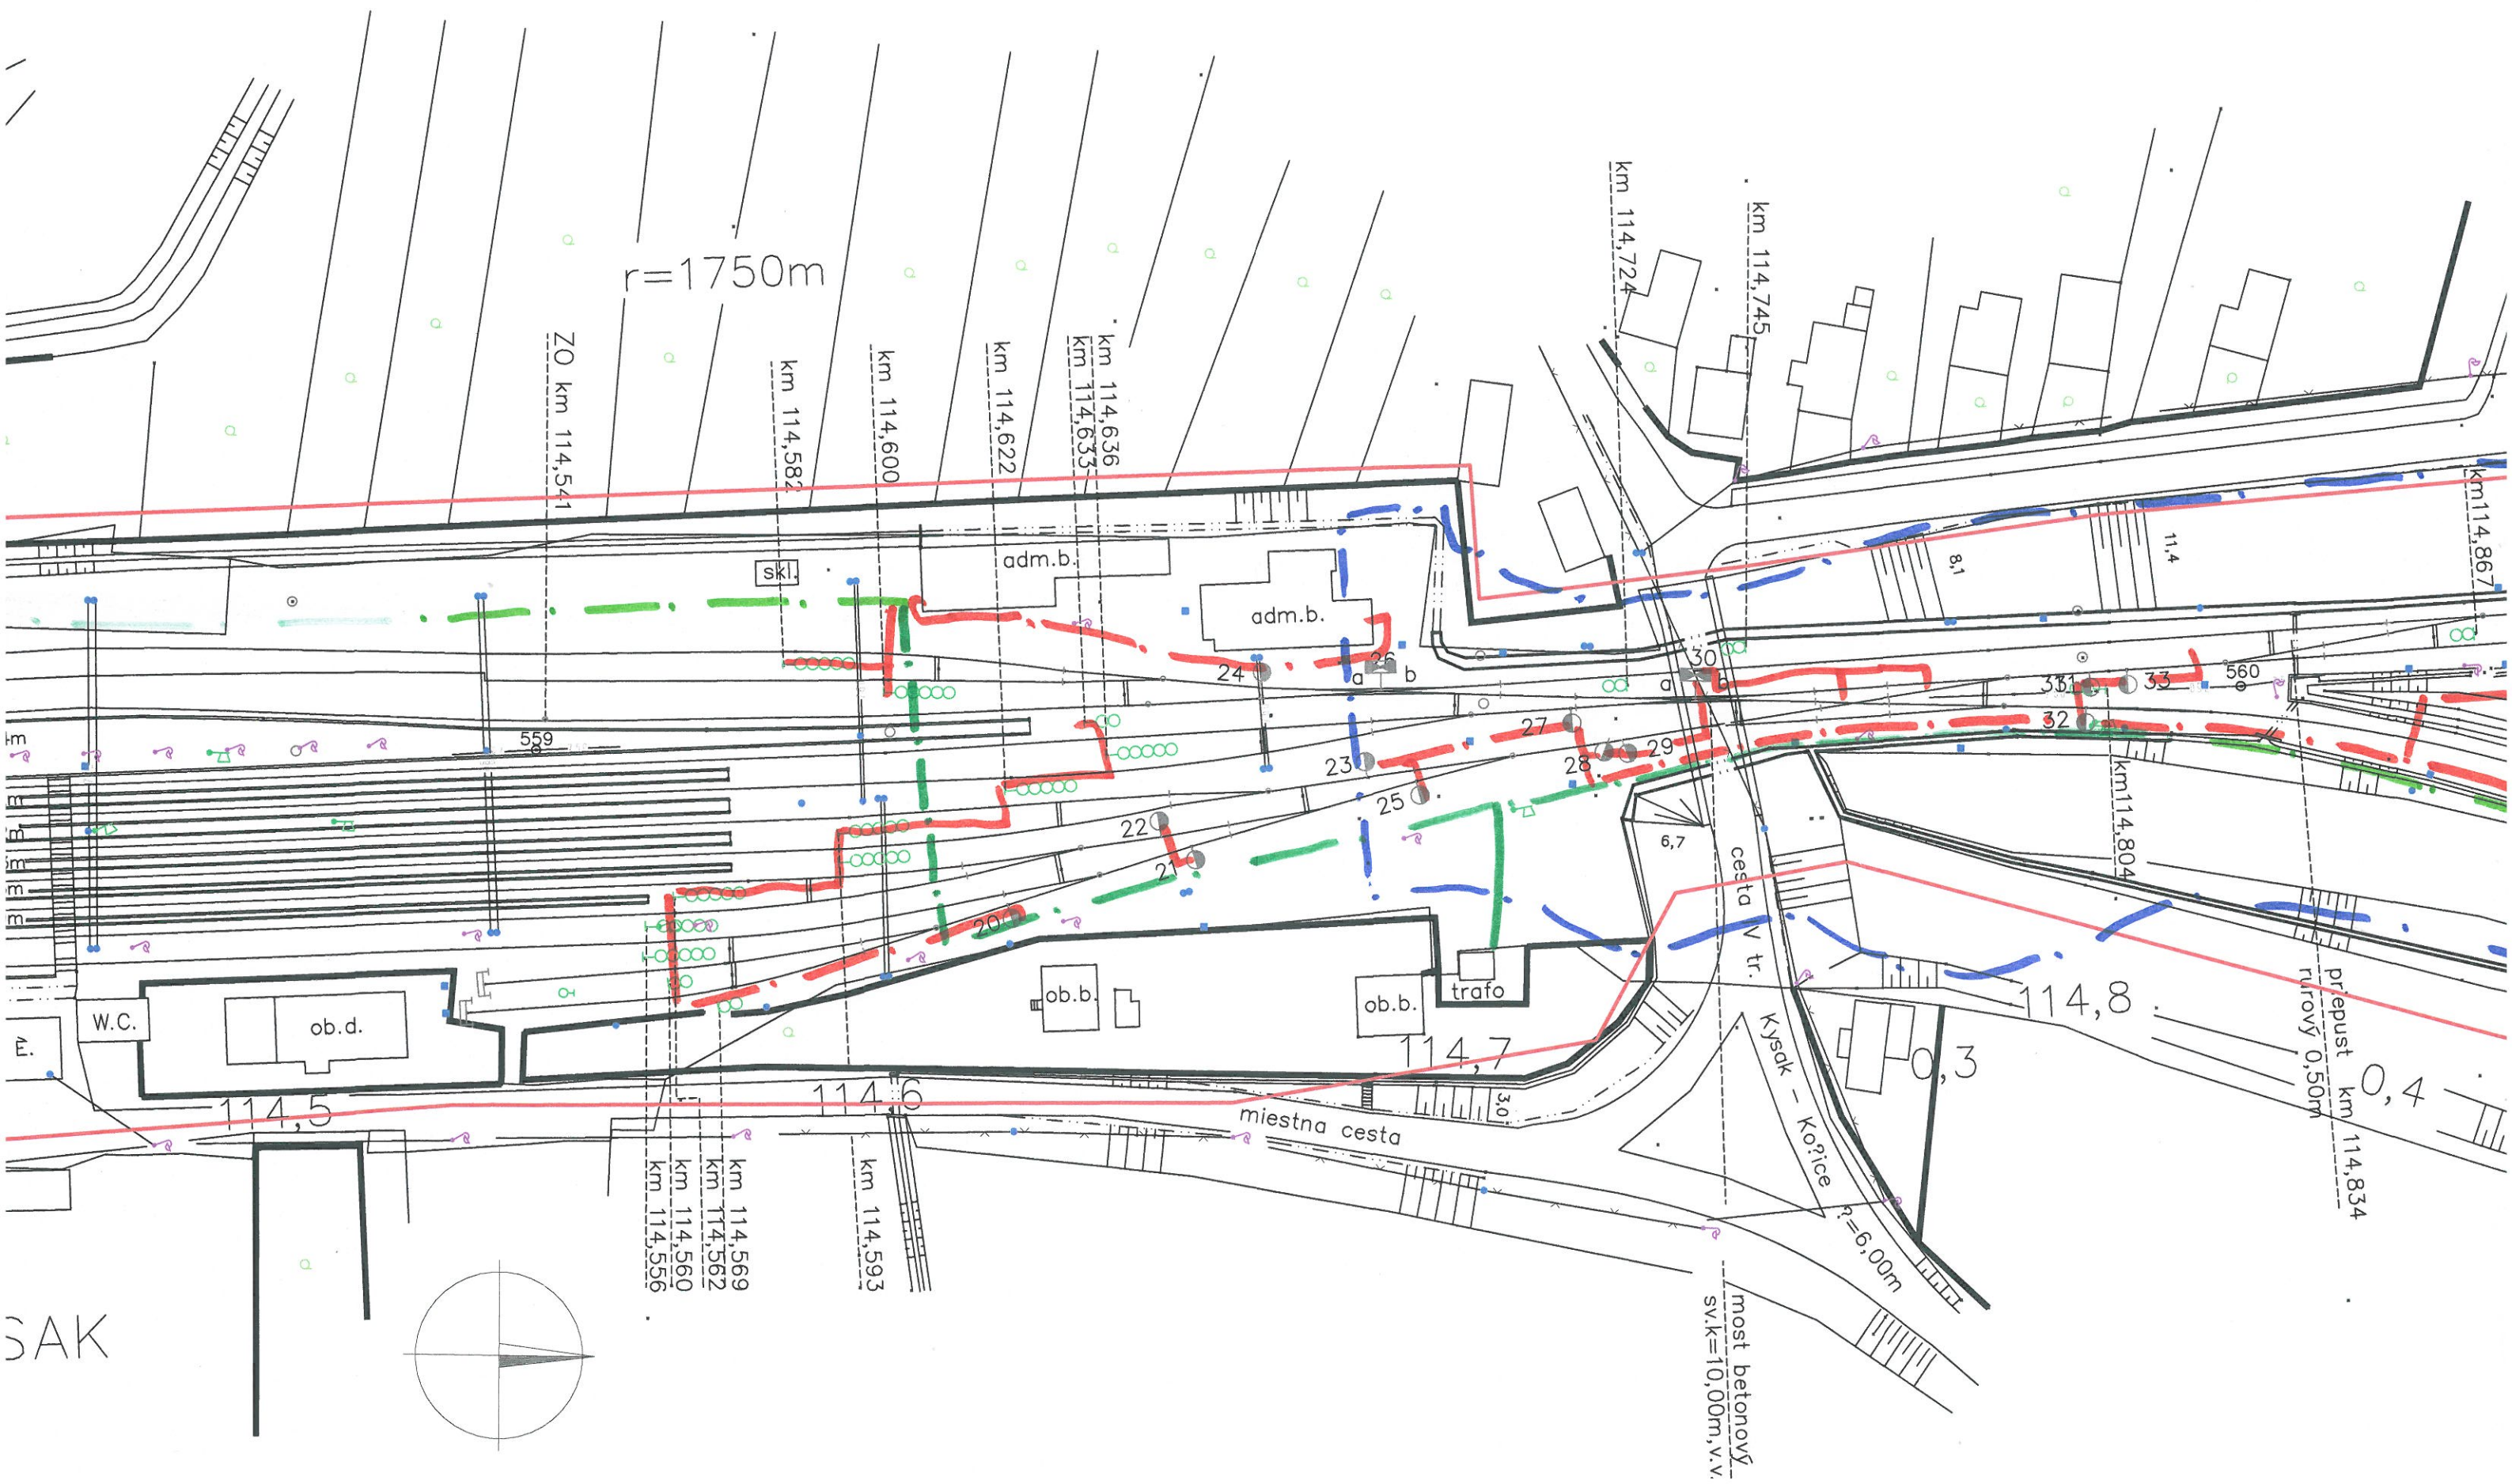 r=1750m
ZO km 114,541
km 114,582
km 114,600
km 114,622
km 114,633
km 114,636
km 114,724
km 114,745
km114,867
8,1
11,4
skl.
adm.b.
adm.b.
24
26
a
b
30
a
b
31
33
560
32
27
29
28
23
25
22
21
20
559
m
m
m
m
m
m
6,7
km114,804
cesta V tr.
Kysak - Ko?ice
?=6,00m
W.C.
ob.d.
ob.b.
ob.b.
trafo
114,5
114,6
114,7
114,8
0,3
0,4
3,0
miestna cesta
priepust km 114,834
rúrový 0,50m
km 114,556
km 114,560
km 114,562
km 114,569
km 114,593
most betonový
sv.k=10,00m,v.v.
SAK